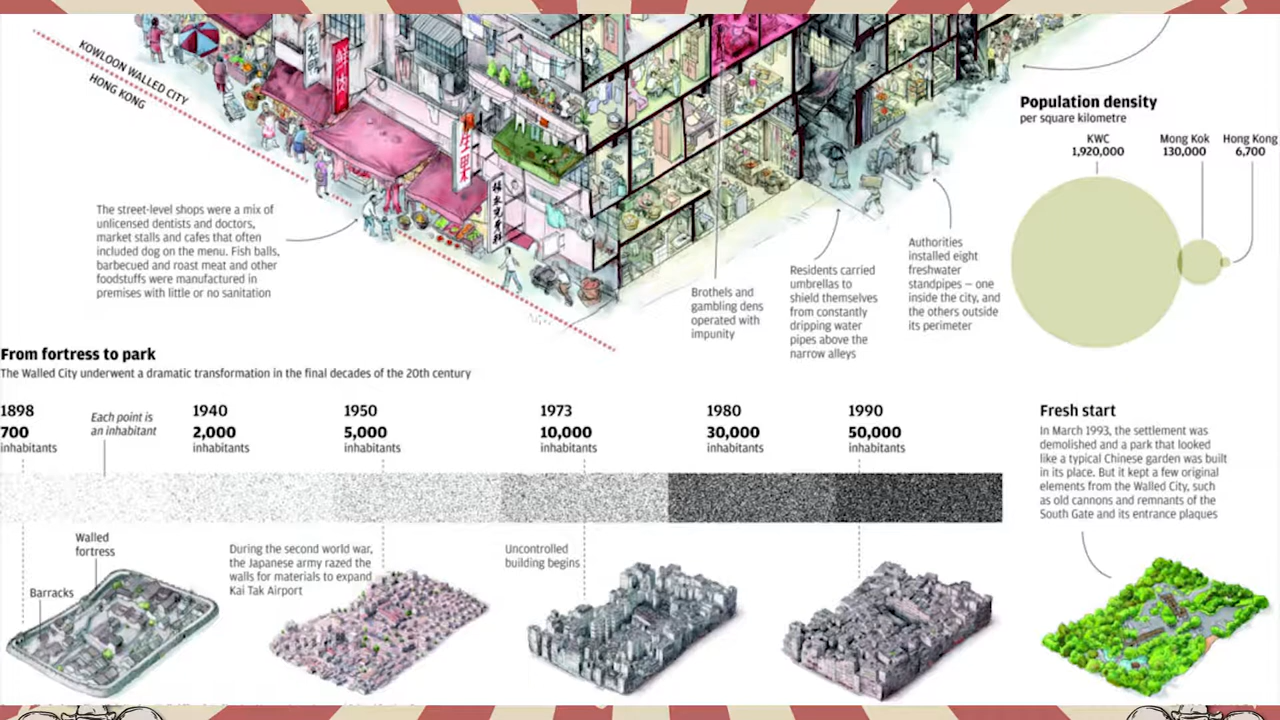 KOWLOON WALLED CITY
HONG KONG
鮮肉
生果
Population density
per square kilometre
KWC
1,920,000
Mong Kok
130,000
Hong Kong
6,700
The street-level shops were a mix of
unlicensed dentists and doctors,
market stalls and cafes that often
included dog on the menu. Fish balls,
barbecued and roast meat and other
foodstuffs were manufactured in
premises with little or no sanitation
Brothels and
gambling dens
operated with
impunity
Residents carried
umbrellas to
shield themselves
from constantly
dripping water
pipes above the
narrow alleys
Authorities
installed eight
freshwater
standpipes – one
inside the city, and
the others outside
its perimeter
From fortress to park
The Walled City underwent a dramatic transformation in the final decades of the 20th century
1898
700
inhabitants
Each point is
an inhabitant
1940
2,000
inhabitants
1950
5,000
inhabitants
1973
10,000
inhabitants
1980
30,000
inhabitants
1990
50,000
inhabitants
Walled
fortress
Barracks
During the second world war,
the Japanese army razed the
walls for materials to expand
Kai Tak Airport
Uncontrolled
building begins
Fresh start
In March 1993, the settlement was
demolished and a park that looked
like a typical Chinese garden was built
in its place. But it kept a few original
elements from the Walled City, such
as old cannons and remnants of the
South Gate and its entrance plaques